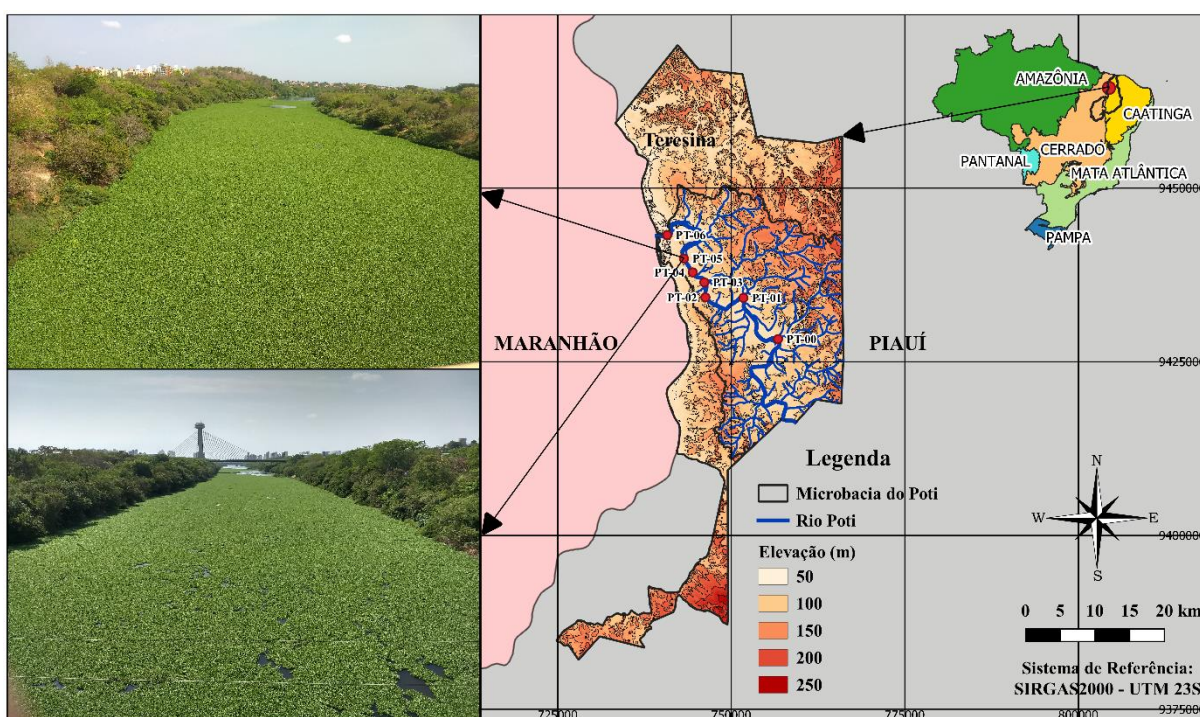 AMAZÔNIA
CAATINGA
CERRADO
PANTANAL
MATA ATLÂNTICA
PAMPA
Teresina
PT-06
PT-05
PT-04
PT-03
PT-02
PT-01
PT-00
MARANHÃO
PIAUÍ
9450000
9425000
9400000
9375000
Legenda
Microbacia do Poti
Rio Poti
Elevação (m)
50
100
150
200
250
N
W
E
S
0 5 10 15 20 km
Sistema de Referência:
SIRGAS2000 - UTM 23S
725000
750000
775000
800000